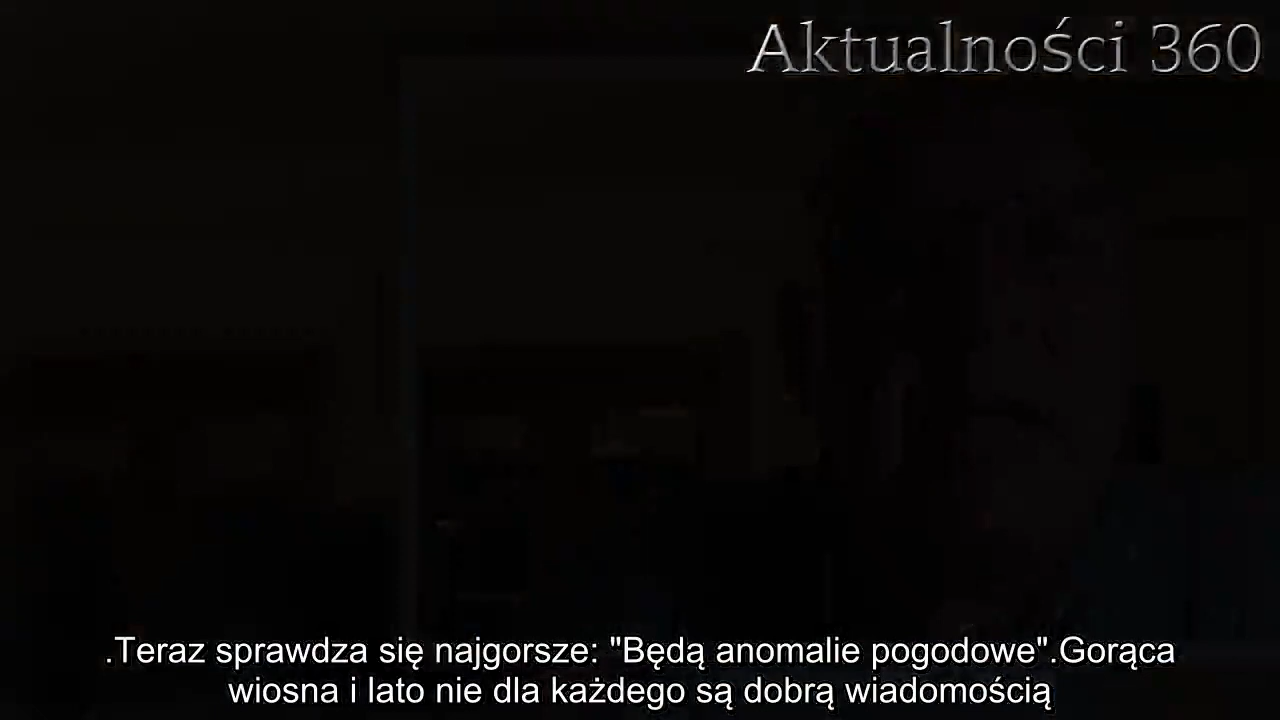 Aktualności 360
.Teraz sprawdza się najgorsze: "Będą anomalie pogodowe".Gorąca
wiosna i lato nie dla każdego są dobrą wiadomością